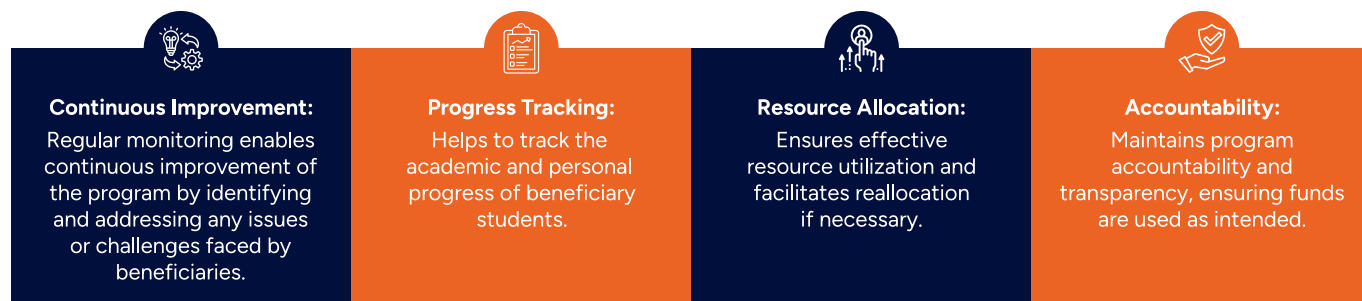 Continuous Improvement:
Regular monitoring enables
continuous improvement of
the program by identifying
and addressing any issues
or challenges faced by
beneficiaries.
Progress Tracking:
Helps to track the
academic and personal
progress of beneficiary
students.
Resource Allocation:
Ensures effective
resource utilization and
facilitates reallocation
if necessary.
Accountability:
Maintains program
accountability and
transparency, ensuring funds
are used as intended.